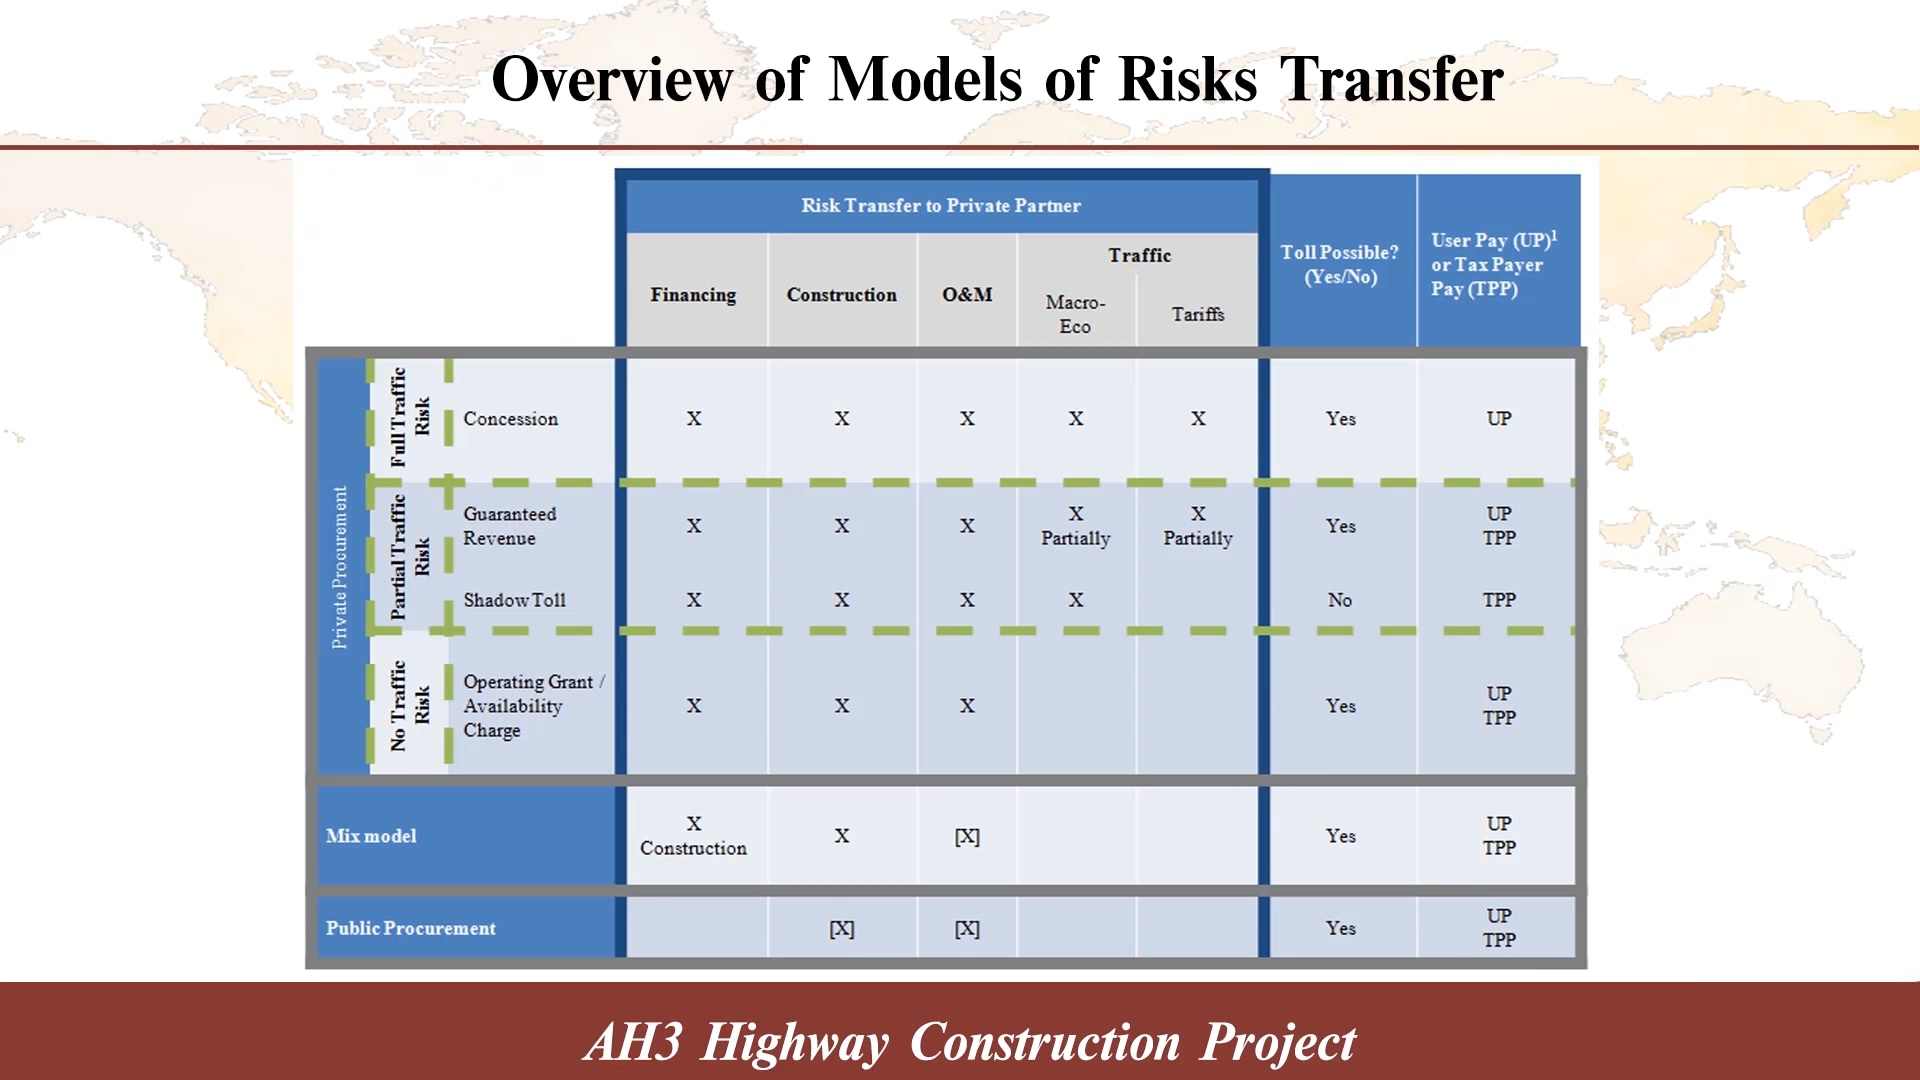 Overview of Models of Risks Transfer
Risk Transfer to Private Partner
Toll Possible?
(Yes/No)
User Pay (UP)1
or Tax Payer
Pay (TPP)
Financing
Construction
O&M
Traffic
Macro-
Eco
Tariffs
Private Procurement
Full Traffic
Risk
Concession
X
X
X
X
X
Yes
UP
Partial Traffic
Risk
Guaranteed
Revenue
X
X
X
X
Partially
X
Partially
Yes
UP
TPP
Shadow Toll
X
X
X
X
No
TPP
No Traffic
Risk
Operating Grant /
Availability
Charge
X
X
X
Yes
UP
TPP
Mix model
X
Construction
X
[X]
Yes
UP
TPP
Public Procurement
[X]
[X]
Yes
UP
TPP
AH3 Highway Construction Project